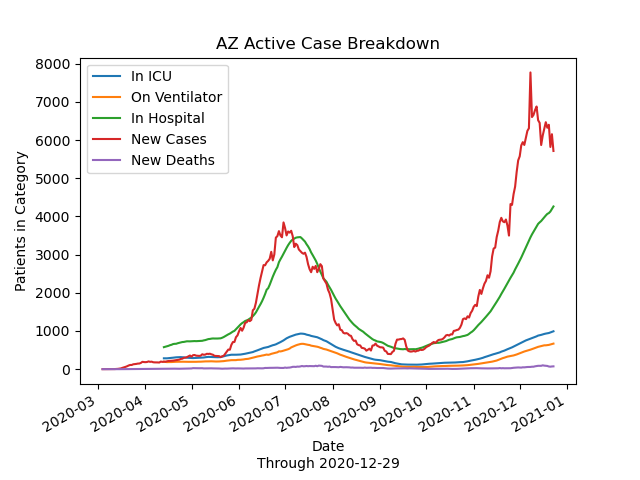 AZ Active Case Breakdown
In ICU
On Ventilator
In Hospital
New Cases
New Deaths
Patients in Category
8000
7000
6000
5000
4000
3000
2000
1000
0
2020-03
2020-04
2020-05
2020-06
2020-07
2020-08
2020-09
2020-10
2020-11
2020-12
2021-01
Date
Through 2020-12-29